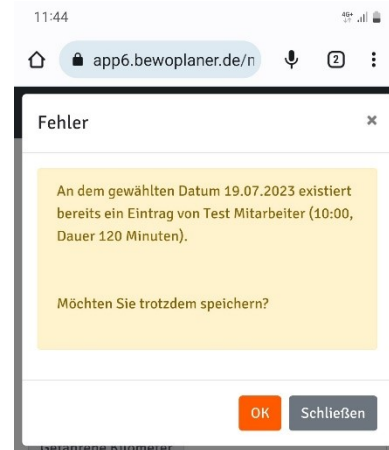 11:44
4G+
app6.bewoplaner.de/n
2
Fehler
×
An dem gewählten Datum 19.07.2023 existiert
bereits ein Eintrag von Test Mitarbeiter (10:00,
Dauer 120 Minuten).
Möchten Sie trotzdem speichern?
OK
Schließen
Gefahrene Kilometer